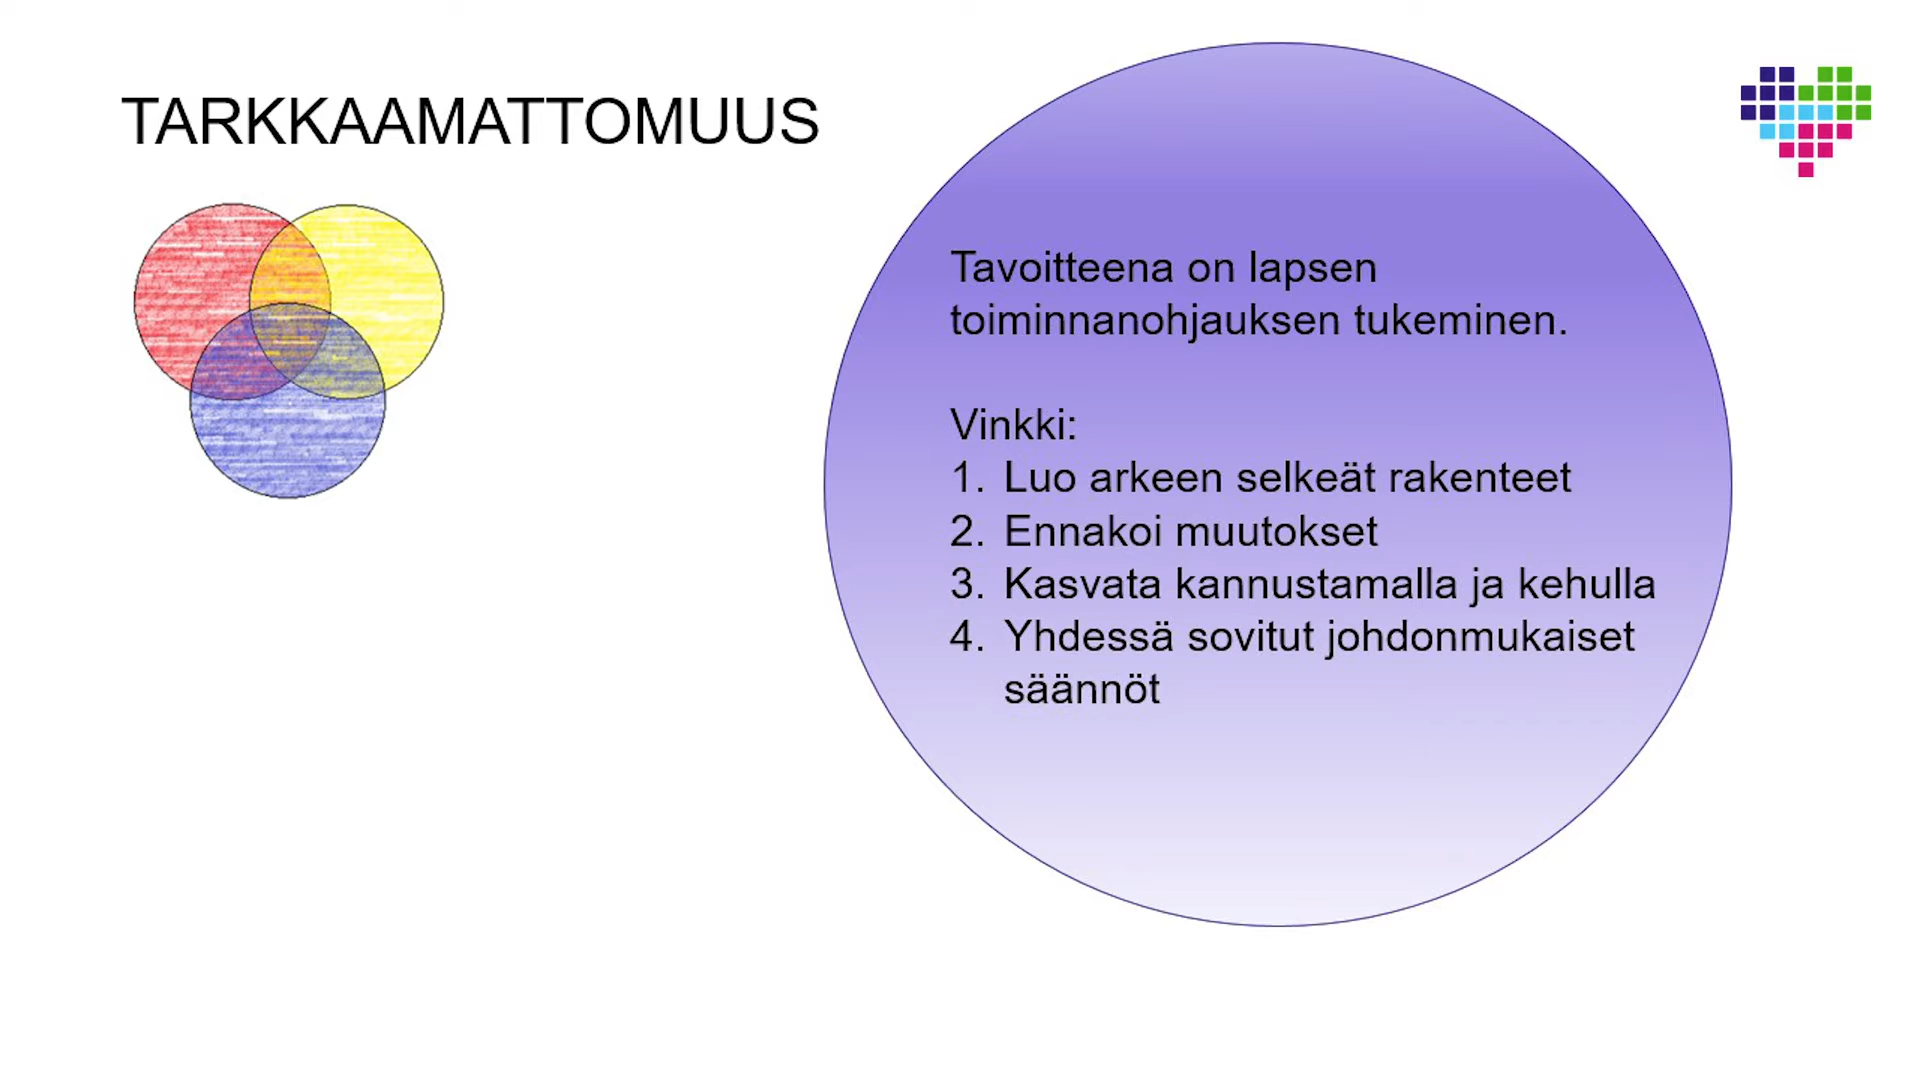 TARKKAAMATTOMUUS
Tavoitteena on lapsen
toiminnanohjauksen tukeminen.
Vinkki:
1. Luo arkeen selkeät rakenteet
2. Ennakoi muutokset
3. Kasvata kannustamalla ja kehulla
4. Yhdessä sovitut johdonmukaiset
säännöt